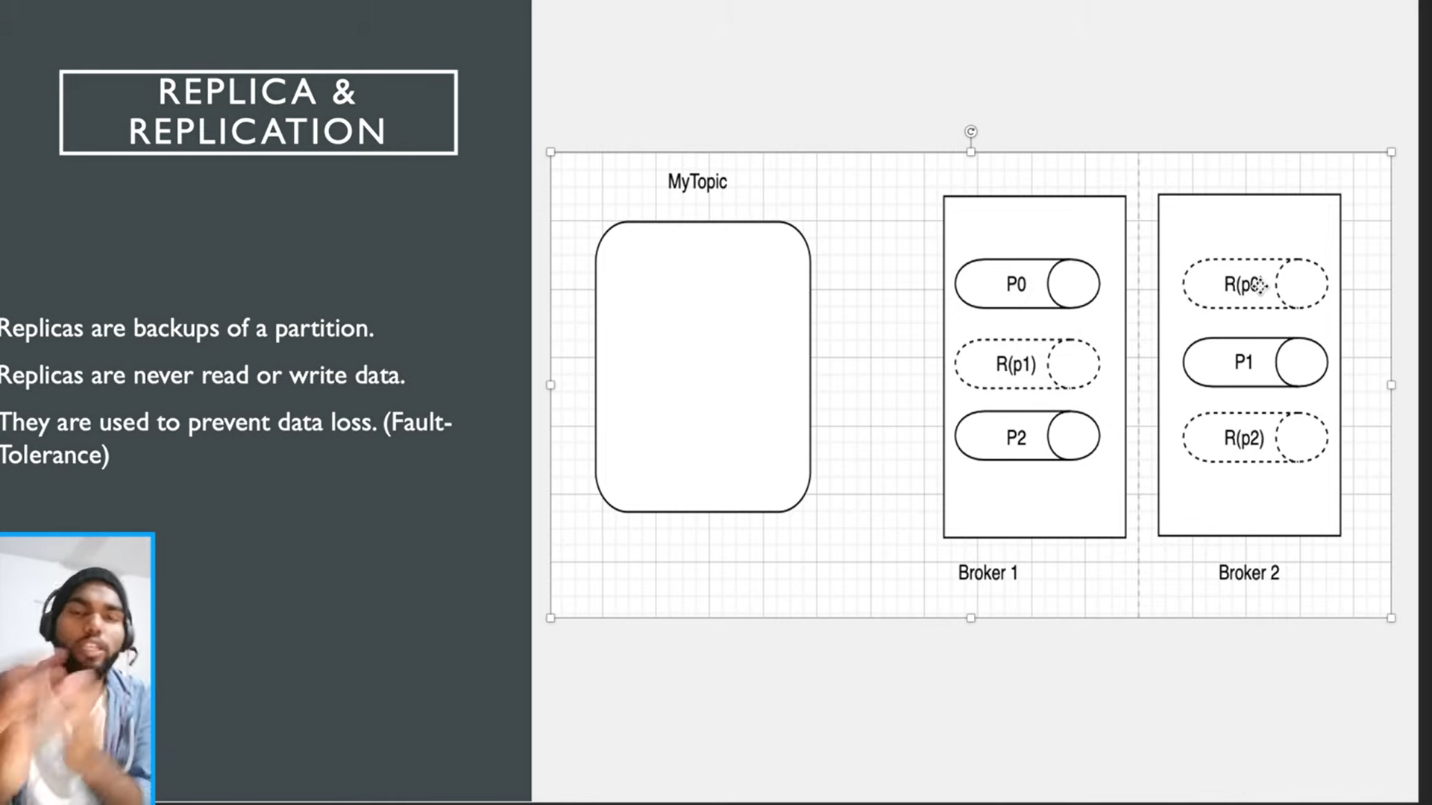 REPLICA &
REPLICATION
Replicas are backups of a partition.
Replicas are never read or write data.
They are used to prevent data loss. (Fault-
Tolerance)
MyTopic
P0
R(p1)
P2
Broker 1
P1
R(p2)
Broker 2